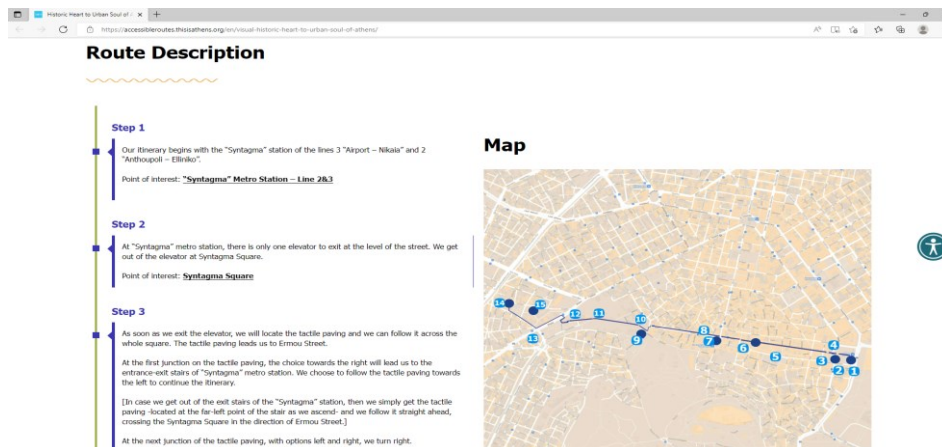 Historic Heart to Urban Soul of A
https://accessibleroutes.thisisathens.org/en/visual-historic-heart-to-urban-soul-of-athens/
Route Description
Step 1
Our itinerary begins with the “Syntagma” station of the lines 3 “Airport – Nikaia” and 2
“Anthoupoli – Elliniko”.
Point of interest: “Syntagma” Metro Station – Line 2&3
Step 2
At “Syntagma” metro station, there is only one elevator to exit at the level of the street. We get
out of the elevator at Syntagma Square.
Point of interest: Syntagma Square
Step 3
As soon as we exit the elevator, we will locate the tactile paving and we can follow it across the
whole square. The tactile paving leads us to Ermou Street.
At the first junction on the tactile paving, the choice towards the right will lead us to the
entrance-exit stairs of “Syntagma” metro station. We choose to follow the tactile paving towards
the left to continue the itinerary.
[In case we get out of the exit stairs of the “Syntagma” station, then we simply get the tactile
paving -located at the far-left point of the stair as we ascend- and we follow it straight ahead,
crossing the Syntagma Square in the direction of Ermou Street.]
At the next junction of the tactile paving, with options left and right, we turn right.
Map
14
15
12
11
10
13
9
8
7
6
5
4
3
2
1